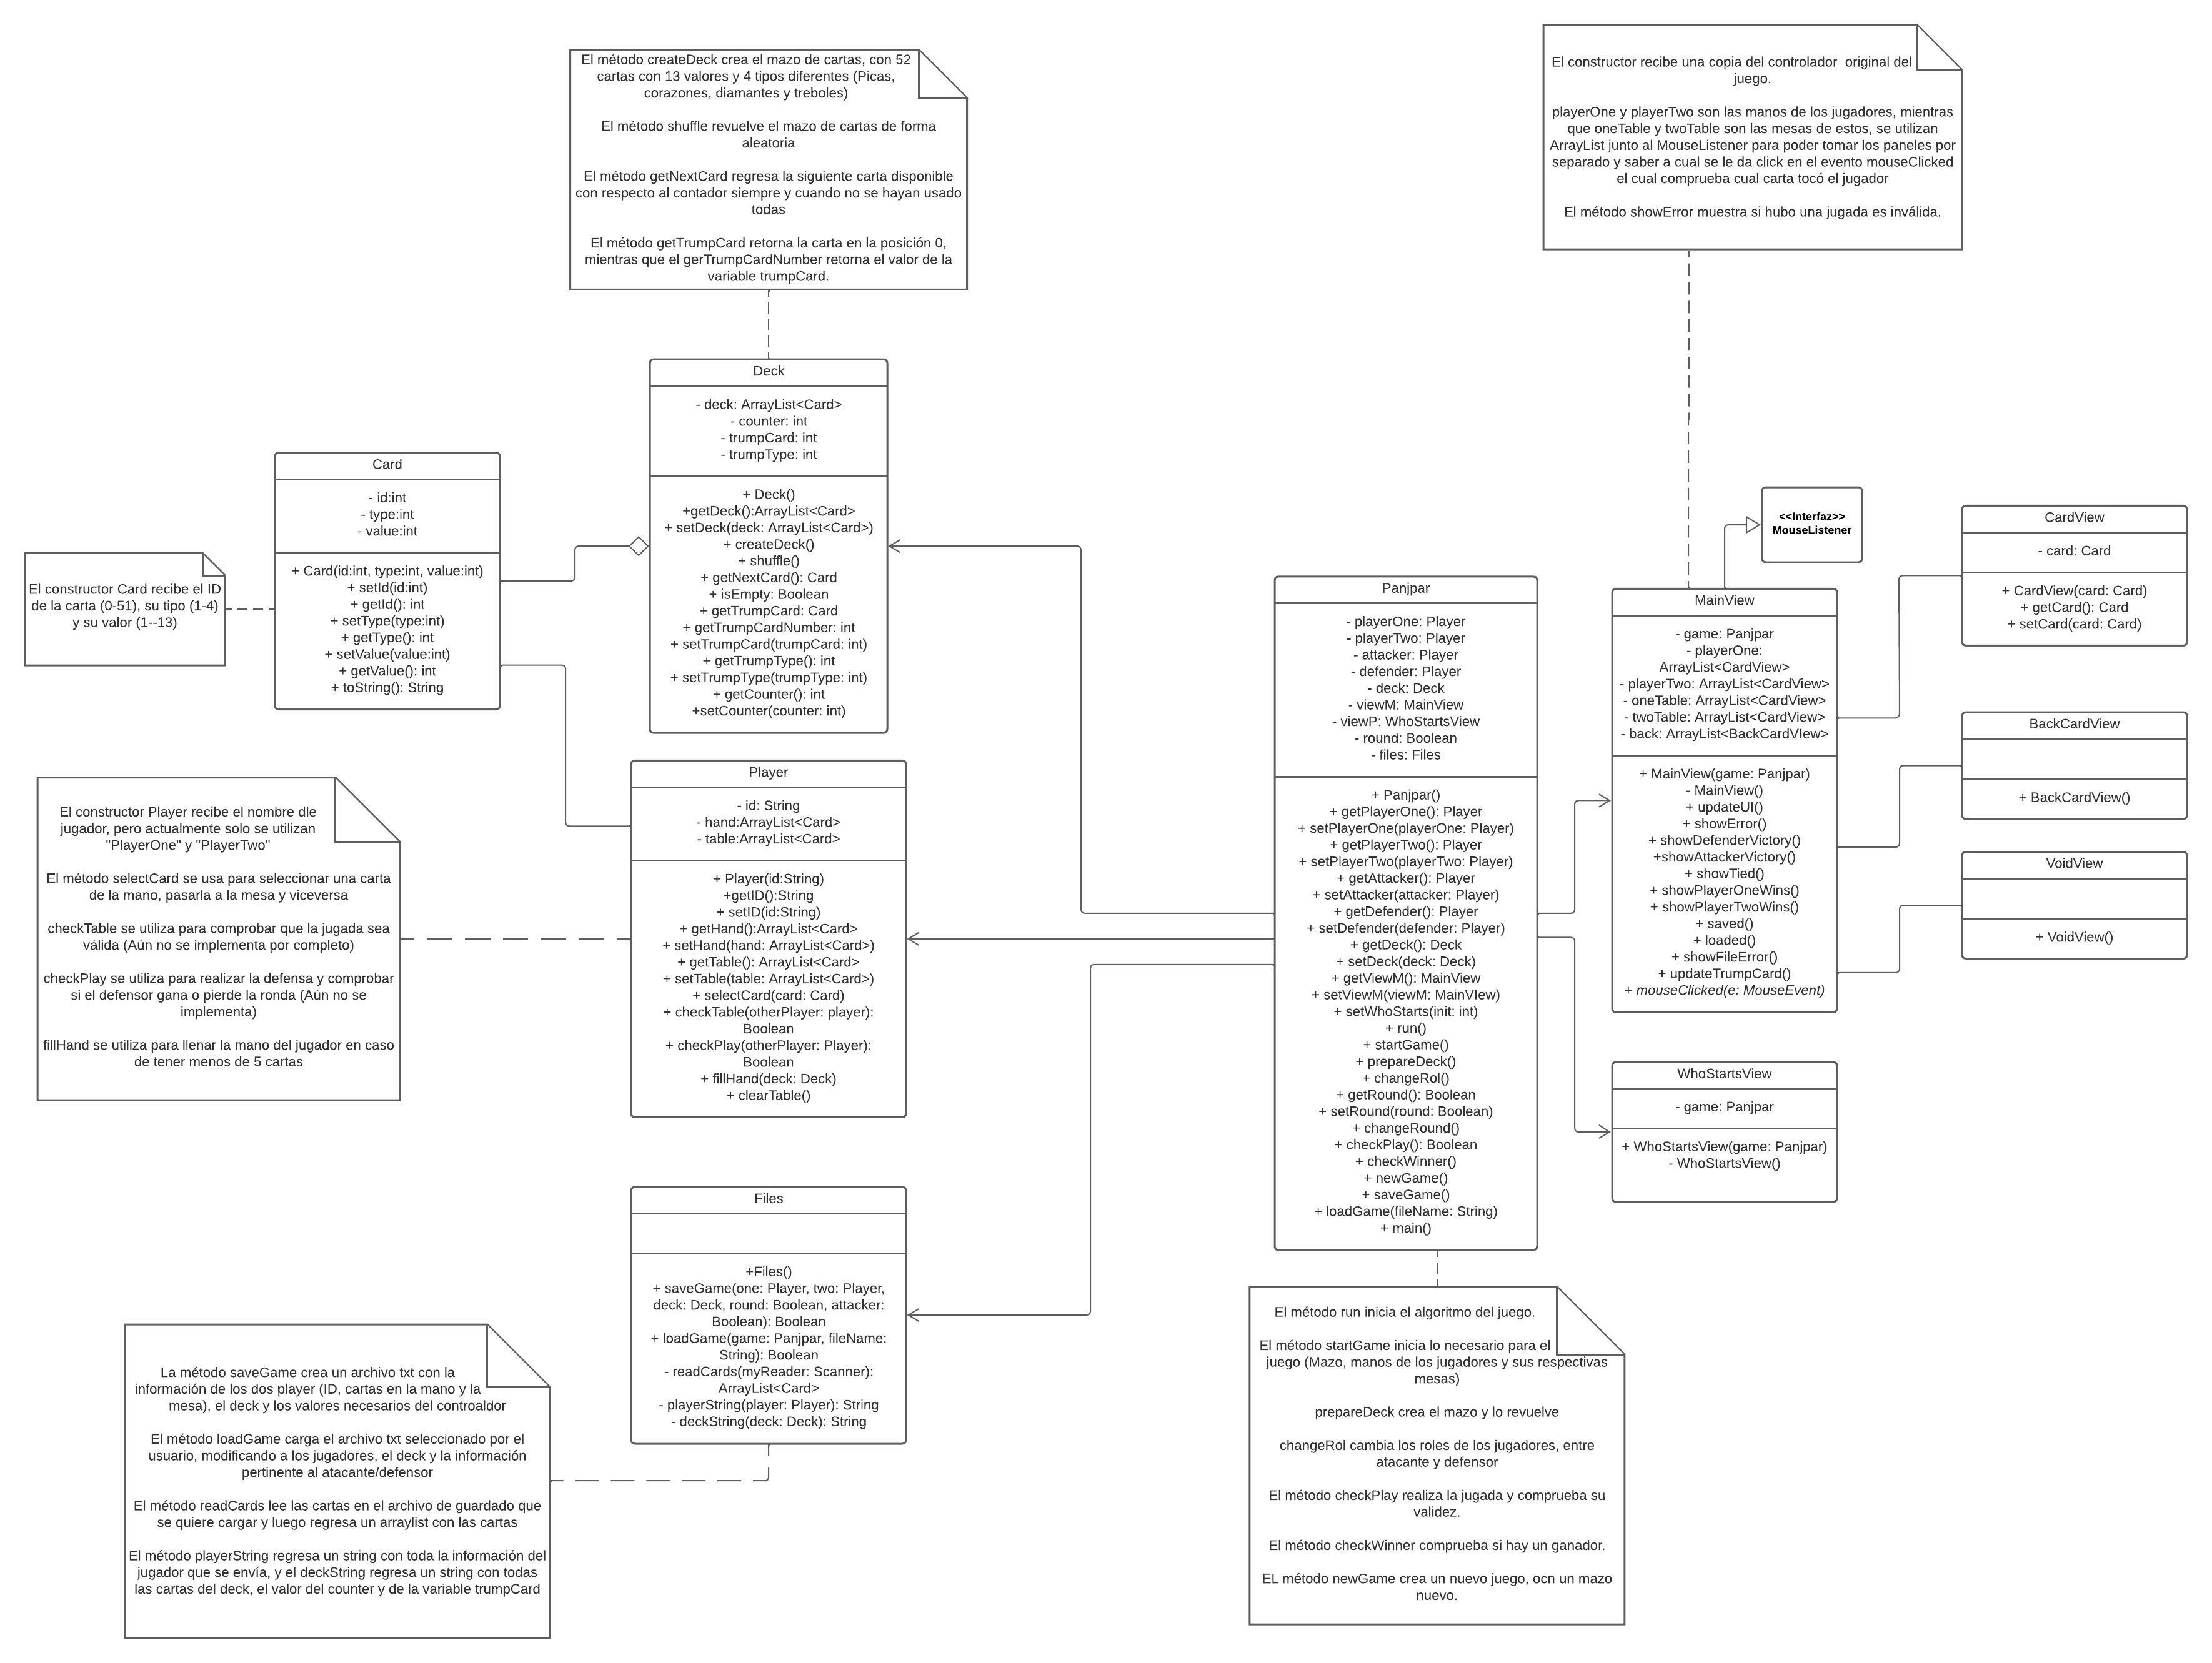 El método createDeck crea el mazo de cartas, con 52
cartas con 13 valores y 4 tipos diferentes (Picas,
corazones, diamantes y treboles)
El método shuffle revuelve el mazo de cartas de forma
aleatoria
El método getNextCard regresa la siguiente carta disponible
con respecto al contador siempre y cuando no se hayan usado
todas
El método getTrumpCard retorna la carta en la posición 0,
mientras que el gerTrumpCardNumber retorna el valor de la
variable trumpCard.
El constructor recibe una copia del controlador  original del
juego.
playerOne y playerTwo son las manos de los jugadores, mientras
que oneTable y twoTable son las mesas de estos, se utilizan
ArrayList junto al MouseListener para poder tomar los paneles por
separado y saber a cual se le da click en el evento mouseClicked
el cual comprueba cual carta tocó el jugador
El método showError muestra si hubo una jugada es inválida.
Deck
- deck: ArrayList<Card>
- counter: int
- trumpCard: int
- trumpType: int
+ Deck()
+getDeck():ArrayList<Card>
+ setDeck(deck: ArrayList<Card>)
+ createDeck()
+ shuffle()
+ getNextCard(): Card
+ isEmpty: Boolean
+ getTrumpCard: Card
+ getTrumpCardNumber: int
+ setTrumpCard(trumpCard: int)
+ getTrumpType(): int
+ setTrumpType(trumpType: int)
+ getCounter(): int
+setCounter(counter: int)
Card
- id:int
- type:int
- value:int
+ Card(id:int, type:int, value:int)
+ setId(id:int)
+ getId(): int
+ setType(type:int)
+ getType(): int
+ setValue(value:int)
+ getValue(): int
+ toString(): String
El constructor Card recibe el ID
de la carta (0-51), su tipo (1-4)
y su valor (1--13)
Player
- id: String
- hand:ArrayList<Card>
- table:ArrayList<Card>
+ Player(id:String)
+getID():String
+ setID(id:String)
+ getHand():ArrayList<Card>
+ setHand(hand: ArrayList<Card>)
+ getTable(): ArrayList<Card>
+ setTable(table: ArrayList<Card>)
+ selectCard(card: Card)
+ checkTable(otherPlayer: player):
Boolean
+ checkPlay(otherPlayer: Player):
Boolean
+ fillHand(deck: Deck)
+ clearTable()
El constructor Player recibe el nombre dle
jugador, pero actualmente solo se utilizan
"PlayerOne" y "PlayerTwo"
El método selectCard se usa para seleccionar una carta
de la mano, pasarla a la mesa y viceversa
checkTable se utiliza para comprobar que la jugada sea
válida (Aún no se implementa por completo)
checkPlay se utiliza para realizar la defensa y comprobar
si el defensor gana o pierde la ronda (Aún no se
implementa)
fillHand se utiliza para llenar la mano del jugador en caso
de tener menos de 5 cartas
Files
+Files()
+ saveGame(one: Player, two: Player,
deck: Deck, round: Boolean, attacker:
Boolean): Boolean
+ loadGame(game: Panjpar, fileName:
String): Boolean
- readCards(myReader: Scanner):
ArrayList<Card>
- playerString(player: Player): String
- deckString(deck: Deck): String
La método saveGame crea un archivo txt con la
información de los dos player (ID, cartas en la mano y la
mesa), el deck y los valores necesarios del controaldor
El método loadGame carga el archivo txt seleccionado por el
usuario, modificando a los jugadores, el deck y la información
pertinente al atacante/defensor
El método readCards lee las cartas en el archivo de guardado que
se quiere cargar y luego regresa un arraylist con las cartas
El método playerString regresa un string con toda la información del
jugador que se envía, y el deckString regresa un string con todas
las cartas del deck, el valor del counter y de la variable trumpCard
Panjpar
- playerOne: Player
- playerTwo: Player
- attacker: Player
- defender: Player
- deck: Deck
- viewM: MainView
- viewP: WhoStartsView
- round: Boolean
- files: Files
+ Panjpar()
+ getPlayerOne(): Player
+ setPlayerOne(playerOne: Player)
+ getPlayerTwo(): Player
+ setPlayerTwo(playerTwo: Player)
+ getAttacker(): Player
+ setAttacker(attacker: Player)
+ getDefender(): Player
+ setDefender(defender: Player)
+ getDeck(): Deck
+ setDeck(deck: Deck)
+ getViewM(): MainView
+ setViewM(viewM: MainVIew)
+ setWhoStarts(init: int)
+ run()
+ startGame()
+ prepareDeck()
+ changeRol()
+ getRound(): Boolean
+ setRound(round: Boolean)
+ changeRound()
+ checkPlay(): Boolean
+ checkWinner()
+ newGame()
+ saveGame()
+ loadGame(fileName: String)
+ main()
El método run inicia el algoritmo del juego.
El método startGame inicia lo necesario para el
juego (Mazo, manos de los jugadores y sus respectivas
mesas)
prepareDeck crea el mazo y lo revuelve
changeRol cambia los roles de los jugadores, entre
atacante y defensor
El método checkPlay realiza la jugada y comprueba su
validez.
El método checkWinner comprueba si hay un ganador.
EL método newGame crea un nuevo juego, ocn un mazo
nuevo.
<<Interfaz>>
MouseListener
MainView
- game: Panjpar
- playerOne:
ArrayList<CardView>
- playerTwo: ArrayList<CardView>
- oneTable: ArrayList<CardView>
- twoTable: ArrayList<CardView>
- back: ArrayList<BackCardVIew>
+ MainView(game: Panjpar)
- MainView()
+ updateUI()
+ showError()
+ showDefenderVictory()
+showAttackerVictory()
+ showTied()
+ showPlayerOneWins()
+ showPlayerTwoWins()
+ saved()
+ loaded()
+ showFileError()
+ updateTrumpCard()
+ mouseClicked(e: MouseEvent)
WhoStartsView
- game: Panjpar
+ WhoStartsView(game: Panjpar)
- WhoStartsView()
CardView
- card: Card
+ CardView(card: Card)
+ getCard(): Card
+ setCard(card: Card)
BackCardView
+ BackCardView()
VoidView
+ VoidView()